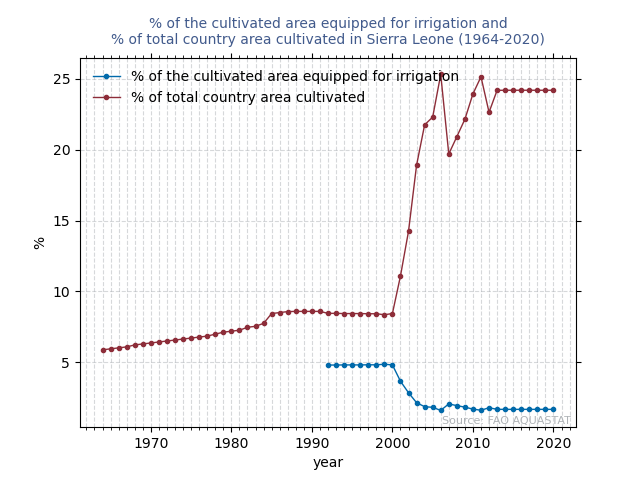 % of the cultivated area equipped for irrigation and
% of total country area cultivated in Sierra Leone (1964-2020)
% of the cultivated area equipped for irrigation
% of total country area cultivated
25
20
15
10
5
%
Source: FAO AQUASTAT
1970 1980 1990 2000 2010 2020
year